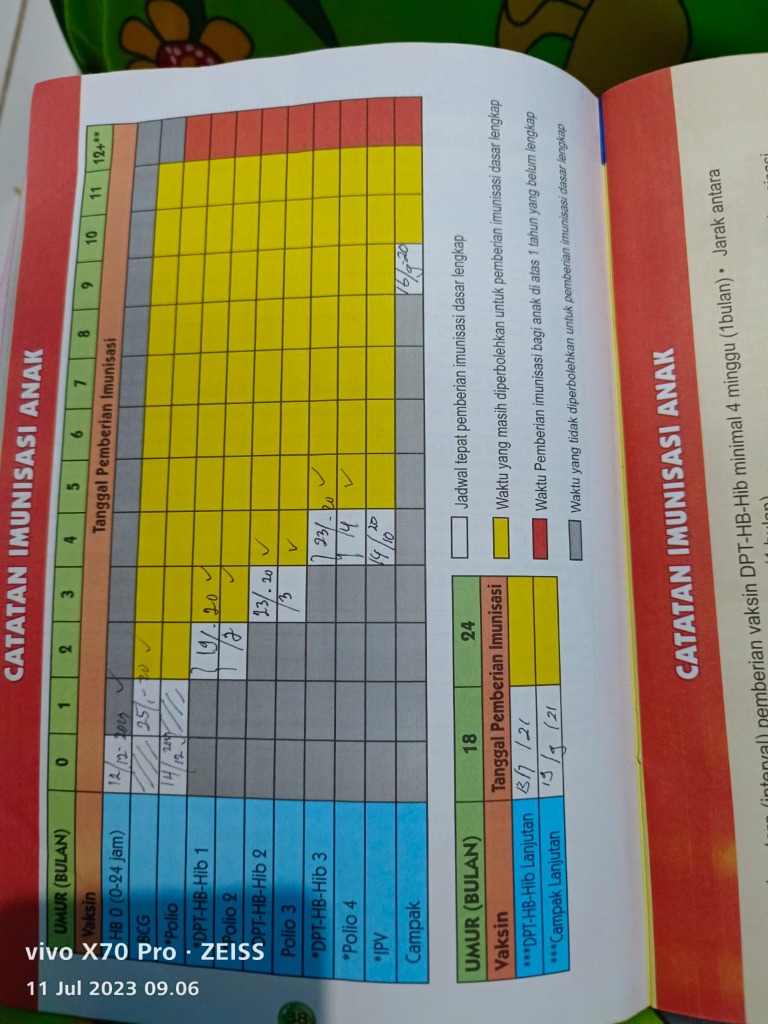 CATATAN IMUNISASI ANAK
UMUR (BULAN) 0 1 2 3 4 5 6 7 8 9 10 11 12+**
Vaksin Tanggal Pemberian Imunisasi
HB 0 (0-24 jam) 12/12-2019 ✓
BCG 25/1-20 ✓
*Polio 14/12
*DPT-HB-Hib 1 19/2.20 ✓
*Polio 2 ✓
*DPT-HB-Hib 2 23/3.20 ✓
Polio 3 ✓
*DPT-HB-Hib 3 23/4-20 ✓
*Polio 4 ✓
*IPV 20
Campak 16/9-20
UMUR (BULAN) 18 24
Vaksin Tanggal Pemberian Imunisasi
***DPT-HB-Hib Lanjutan 13/7/21
***Campak Lanjutan /21
Jadwal tepat pemberian imunisasi dasar lengkap
Waktu yang masih diperbolehkan untuk pemberian imunisasi dasar lengkap
Waktu Pemberian imunisasi bagi anak di atas 1 tahun yang belum lengkap
Waktu yang tidak diperbolehkan untuk pemberian imunisasi dasar lengkap
38
CATATAN IMUNISASI ANAK
(interval) pemberian vaksin DPT-HB-Hib minimal 4 minggu (1bulan) • Jarak antara
(1 bulan)
vivo X70 Pro · ZEISS
11 Jul 2023 09.06